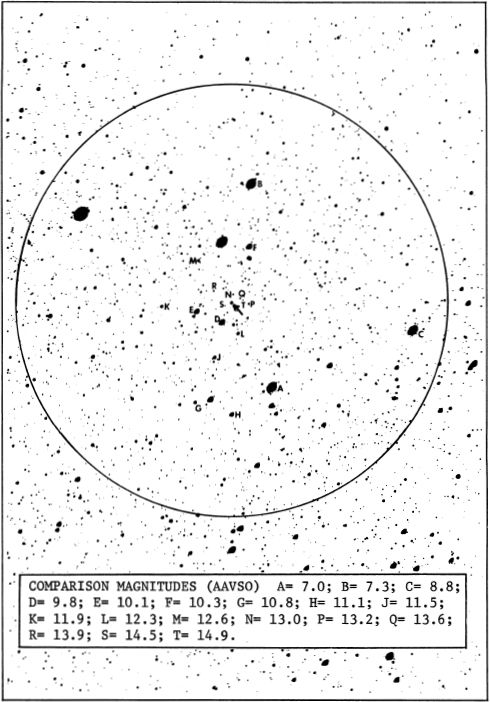 B
F
M
R
N Q
S T P
K
E
D
L
C
J
A
G
H
COMPARISON MAGNITUDES (AAVSO) A= 7.0; B= 7.3; C= 8.8;
D= 9.8; E= 10.1; F= 10.3; G= 10.8; H= 11.1; J= 11.5;
K= 11.9; L= 12.3; M= 12.6; N= 13.0; P= 13.2; Q= 13.6;
R= 13.9; S= 14.5; T= 14.9.